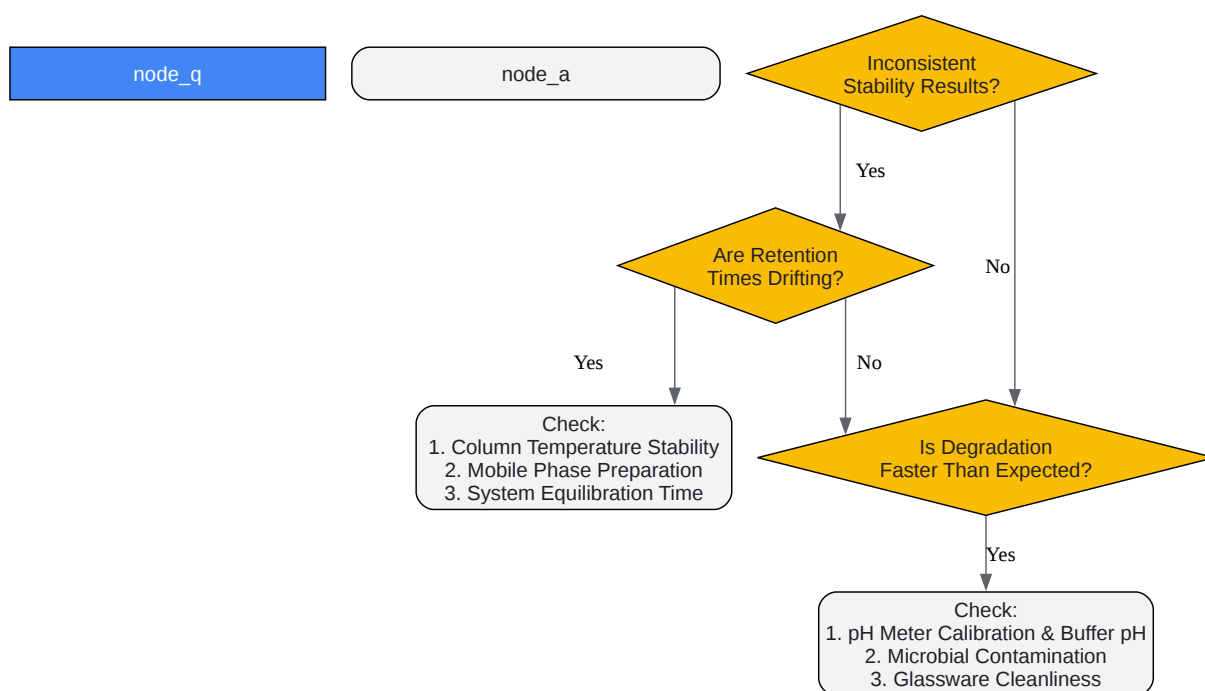 node_q
node_a
Inconsistent
Stability Results?
Yes
No
Are Retention
Times Drifting?
Yes
No
Check:
1. Column Temperature Stability
2. Mobile Phase Preparation
3. System Equilibration Time
Is Degradation
Faster Than Expected?
Yes
Check:
1. pH Meter Calibration & Buffer pH
2. Microbial Contamination
3. Glassware Cleanliness